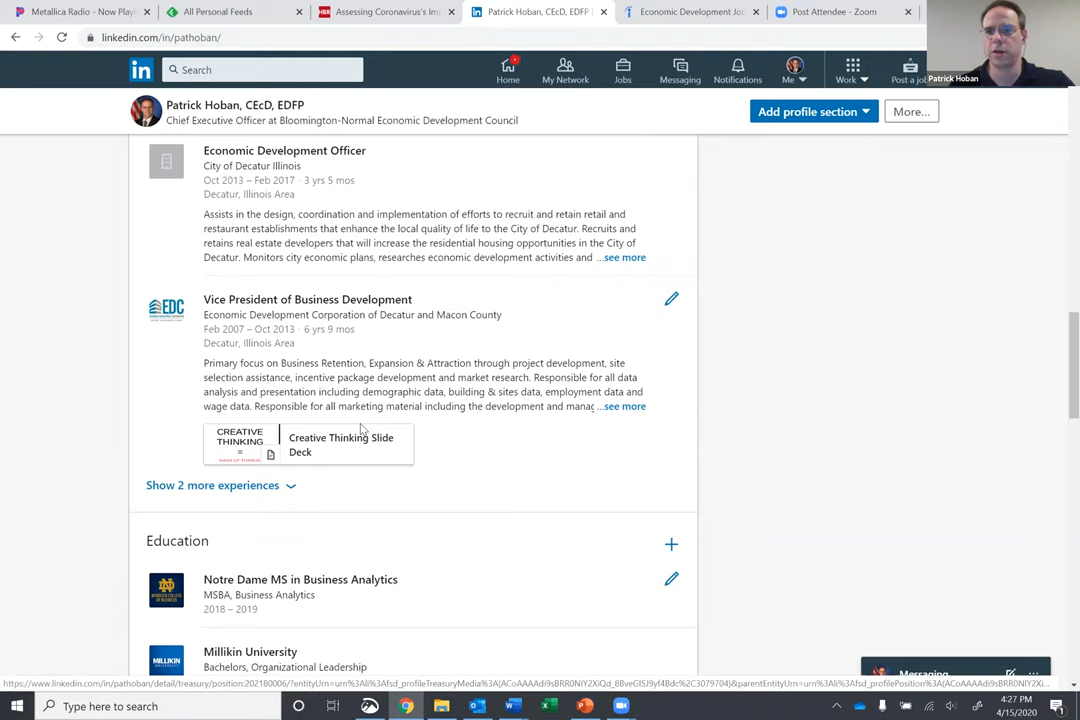 Metallica Radio - Now Play
All Personal Feeds
Assessing Coronavirus's Im
Patrick Hoban, CEcD, EDFP
Economic Development Jo
Post Attendee - Zoom
linkedin.com/in/pathoban/
Patrick Hoban
in
Search
Home
My Network
Jobs
Messaging
Notifications
Me
Work
Post a job
Patrick Hoban, CEcD, EDFP
Chief Executive Officer at Bloomington-Normal Economic Development Council
Add profile section
More...
Economic Development Officer
City of Decatur Illinois
Oct 2013 – Feb 2017 · 3 yrs 5 mos
Decatur, Illinois Area
Assists in the design, coordination and implementation of efforts to recruit and retain retail and
restaurant establishments that enhance the local quality of life to the City of Decatur. Recruits and
retains real estate developers that will increase the residential housing opportunities in the City of
Decatur. Monitors city economic plans, researches economic development activities and ...see more
EDC
Vice President of Business Development
Economic Development Corporation of Decatur and Macon County
Feb 2007 – Oct 2013 · 6 yrs 9 mos
Decatur, Illinois Area
Primary focus on Business Retention, Expansion & Attraction through project development, site
selection assistance, incentive package development and market research. Responsible for all data
analysis and presentation including demographic data, building & sites data, employment data and
wage data. Responsible for all marketing material including the development and manag ...see more
CREATIVE
THINKING
=
Creative Thinking Slide
Deck
Show 2 more experiences
Education
Notre Dame MS in Business Analytics
MSBA, Business Analytics
2018 – 2019
MILLIKIN
Millikin University
Bachelors, Organizational Leadership
Messaging
Type here to search
4:27 PM
4/15/2020